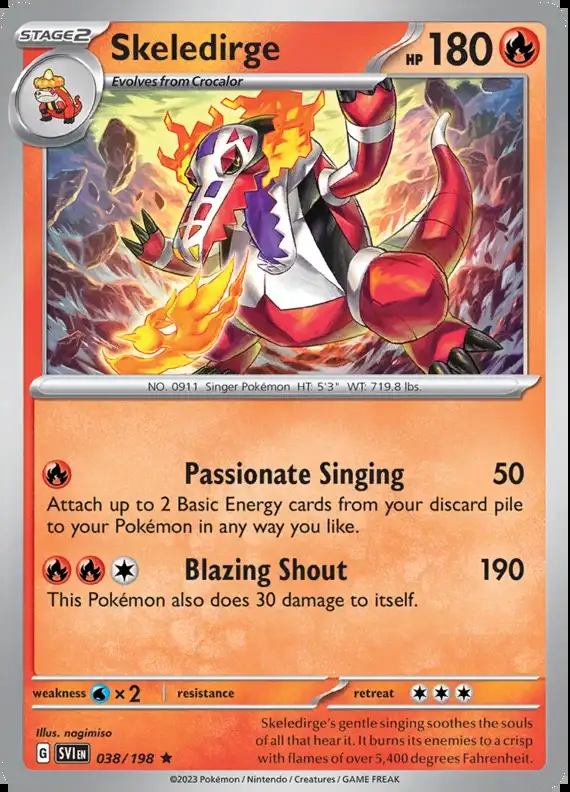 STAGE2
Skeledirge
HP 180
Evolves from Crocalor
NO. 0911 Singer Pokémon HT: 5'3" WT: 719.8 lbs.
Passionate Singing 50
Attach up to 2 Basic Energy cards from your discard pile
to your Pokémon in any way you like.
Blazing Shout 190
This Pokémon also does 30 damage to itself.
weakness ×2 resistance retreat
Illus. nagimiso
Skeledirge's gentle singing soothes the souls
of all that hear it. It burns its enemies to a crisp
with flames of over 5,400 degrees Fahrenheit.
G SVI EN 038/198 ★
©2023 Pokémon / Nintendo / Creatures / GAME FREAK